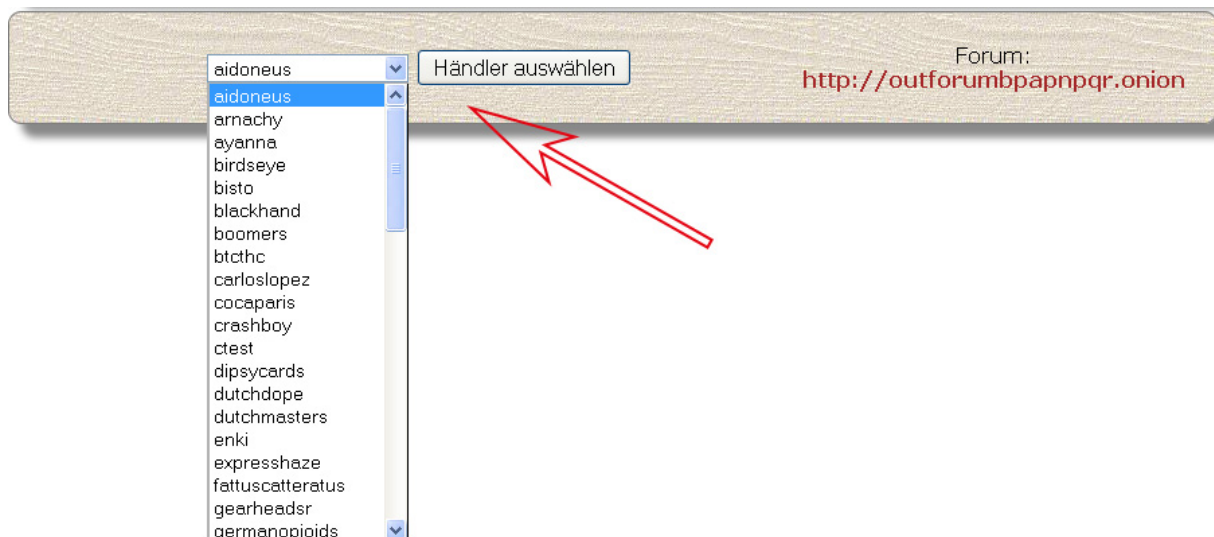 aidoneus
Händler auswählen
Forum:
http://outforumbpapnpqr.onion
aidoneus
arnachy
ayanna
birdseye
bisto
blackhand
boomers
btcthc
carloslopez
cocaparis
crashboy
ctest
dipsycards
dutchdope
dutchmasters
enki
expresshaze
fattuscatteratus
gearheadsr
germanopioids